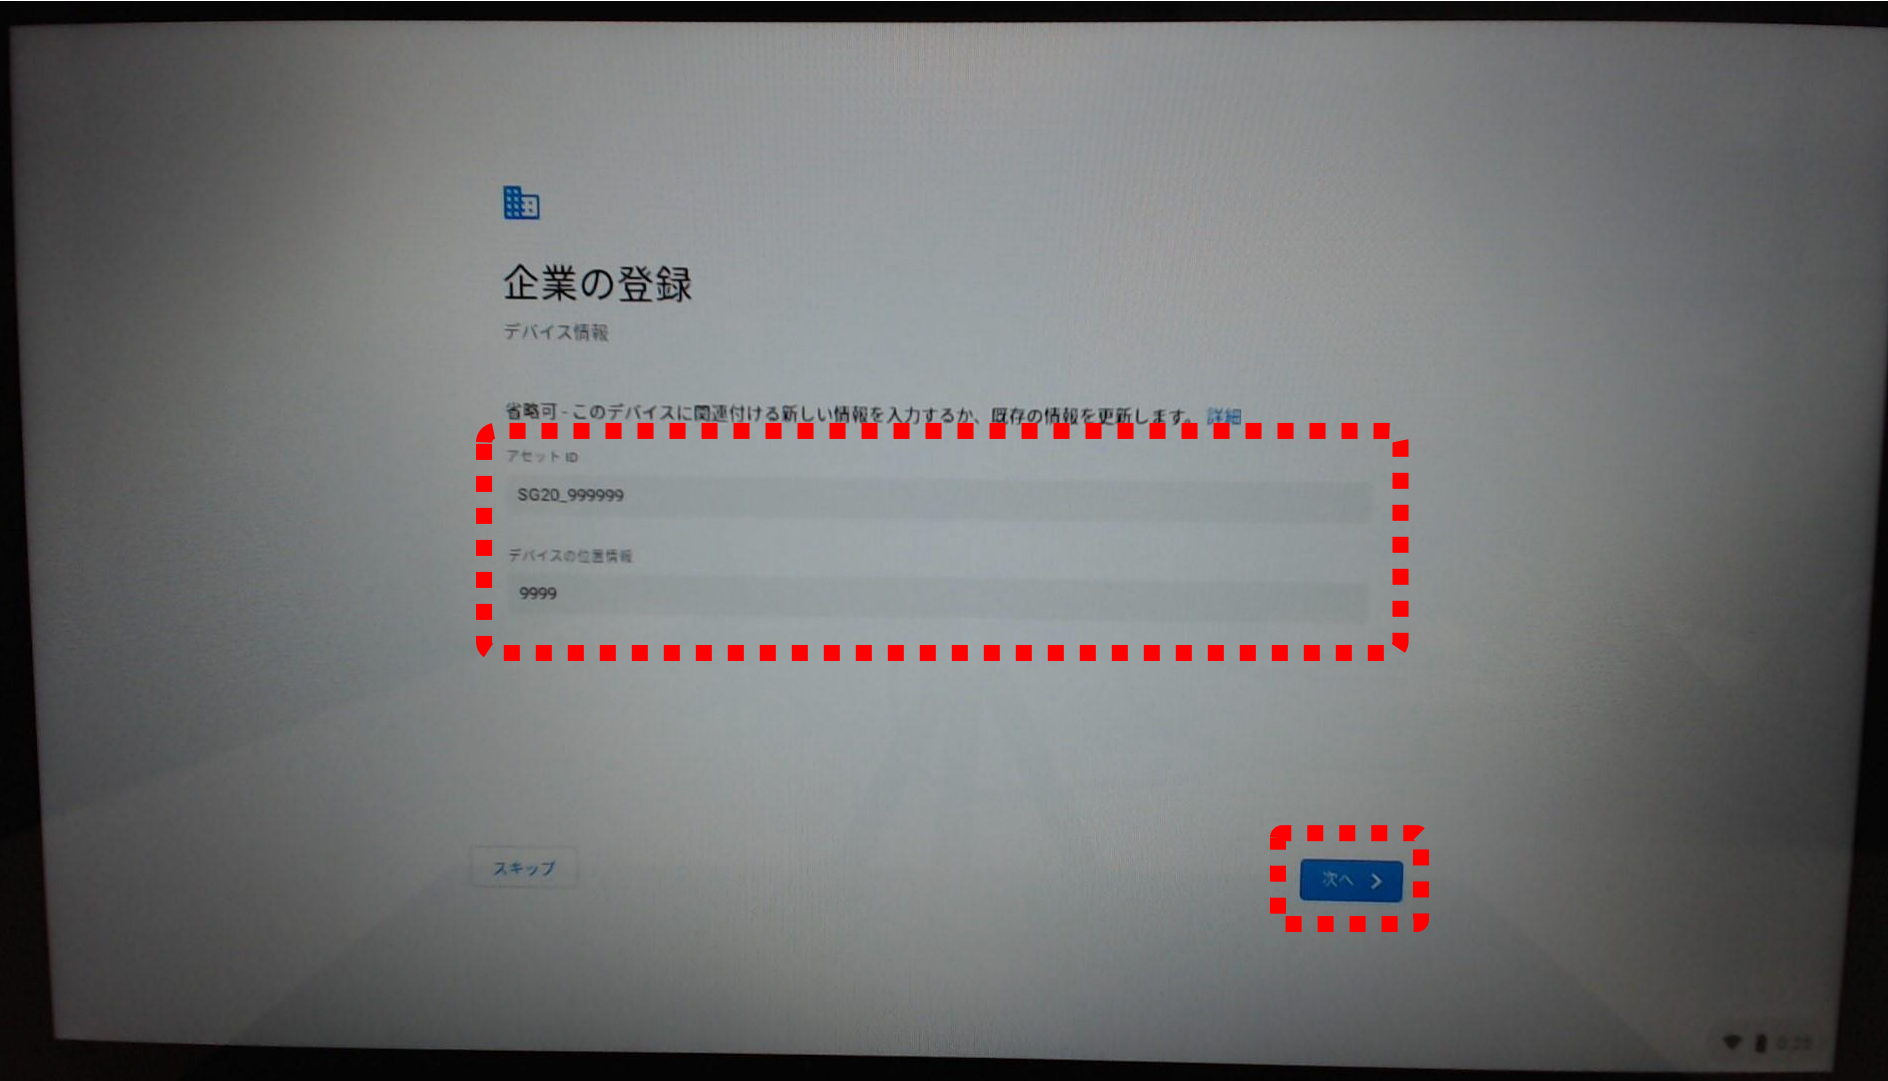 企業の登録
デバイス情報
省略可 - このデバイスに関連付ける新しい情報を入力するか、既存の情報を更新します。 詳細
アセット ID
SG20_999999
デバイスの位置情報
9999
スキップ
次へ